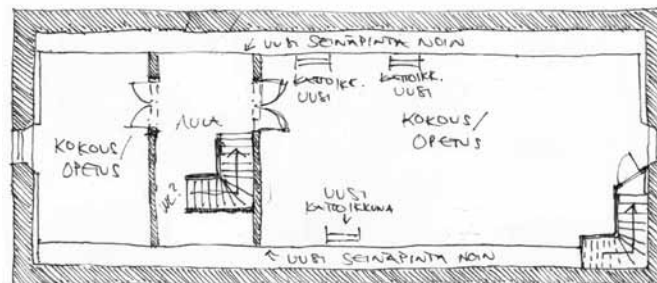 ← UUSI SEINÄPINTA NOIN
KATTOIKK.
UUSI
KATTOIKK.
UUSI
KOKOUS/
OPETUS
AULA
KOKOUS/
OPETUS
UUSI
KATTOIKKUNA
← UUSI SEINÄPINTA NOIN